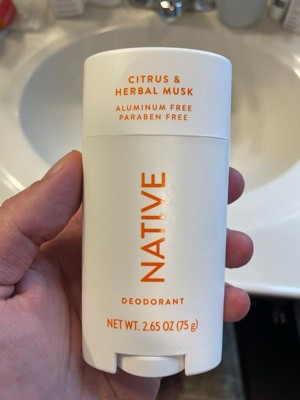 CITRUS &
HERBAL MUSK
ALUMINUM FREE
PARABEN FREE
NATIVE
DEODORANT
NET WT. 2.65 OZ (75 g)